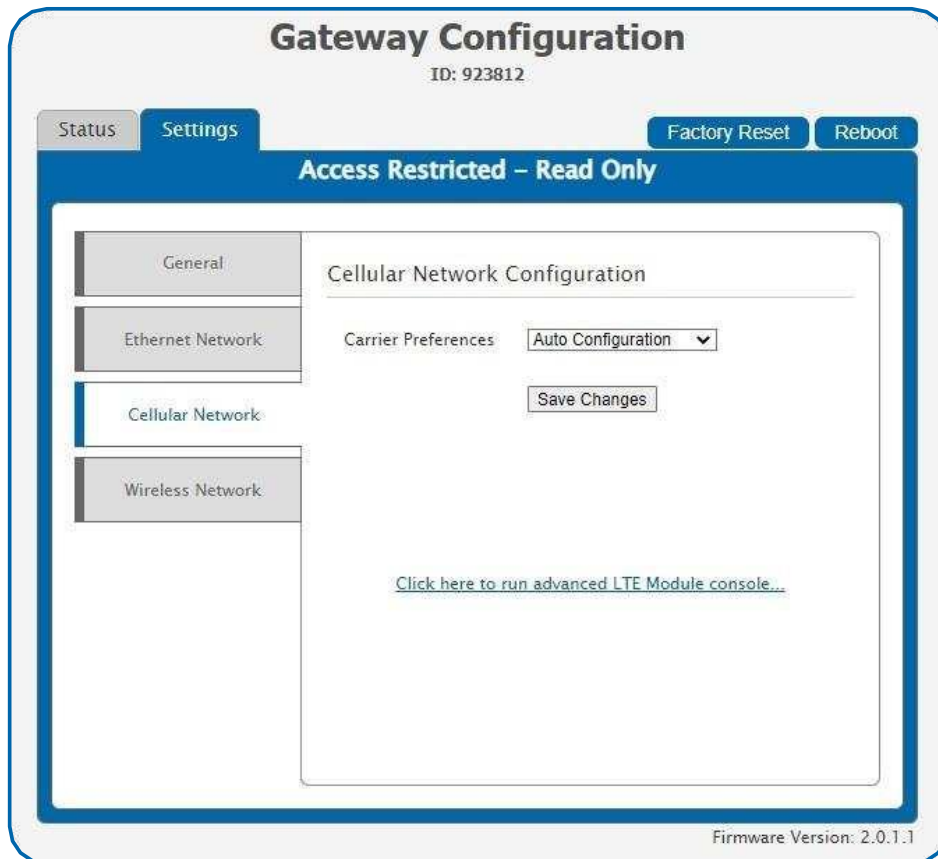 Gateway Configuration
ID: 923812
Status
Settings
Factory Reset
Reboot
Access Restricted – Read Only
General
Ethernet Network
Cellular Network
Wireless Network
Cellular Network Configuration
Carrier Preferences
Auto Configuration
Save Changes
Click here to run advanced LTE Module console...
Firmware Version: 2.0.1.1